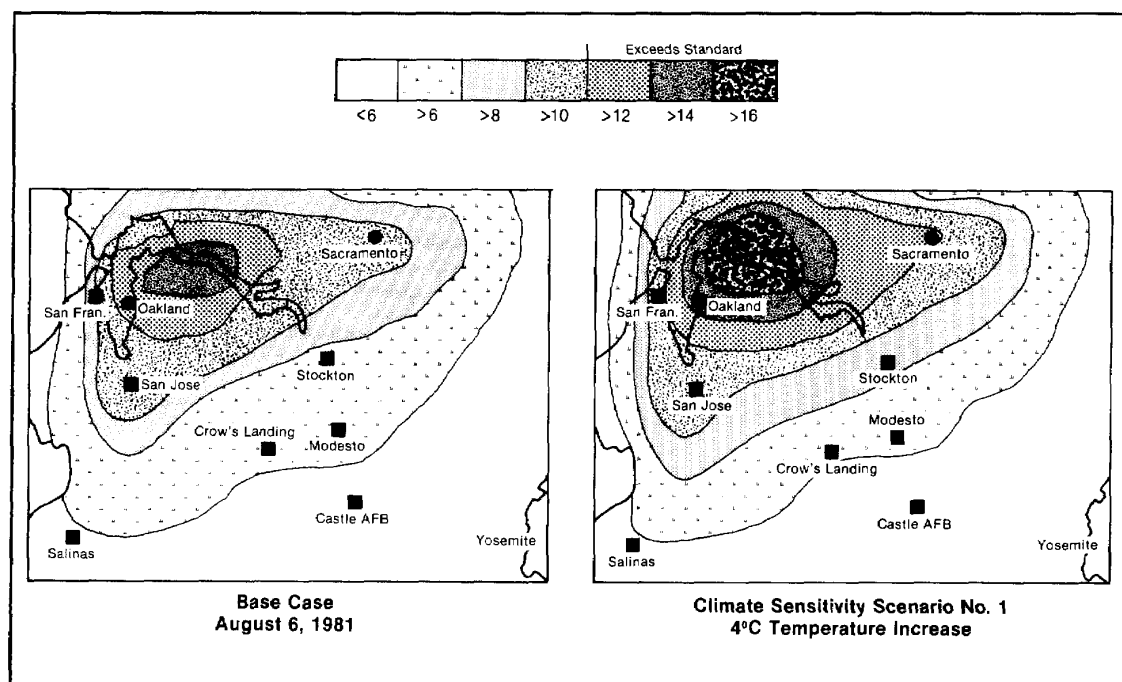 Exceeds Standard
<6 >6 >8 >10 >12 >14 >16
Sacramento
San Fran.
Oakland
Stockton
San Jose
Crow's Landing
Modesto
Castle AFB
Salinas
Yosemite
Base Case
August 6, 1981
Sacramento
San Fran.
Oakland
Stockton
San Jose
Modesto
Crow's Landing
Castle AFB
Salinas
Yosemite
Climate Sensitivity Scenario No. 1
4ºC Temperature Increase